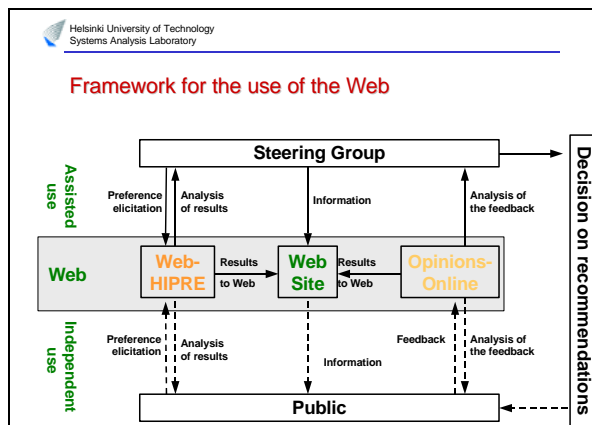 Helsinki University of Technology
Systems Analysis Laboratory
Framework for the use of the Web
Steering Group
Assisted
use
Preference
elicitation
Analysis
of results
Information
Analysis of
the feedback
Web
Web-
HIPRE
Results
to Web
Web
Site
Results
to Web
Opinions-
Online
Independent
use
Preference
elicitation
Analysis
of results
Information
Feedback
Analysis of
the feedback
Public
Decision on recommendations